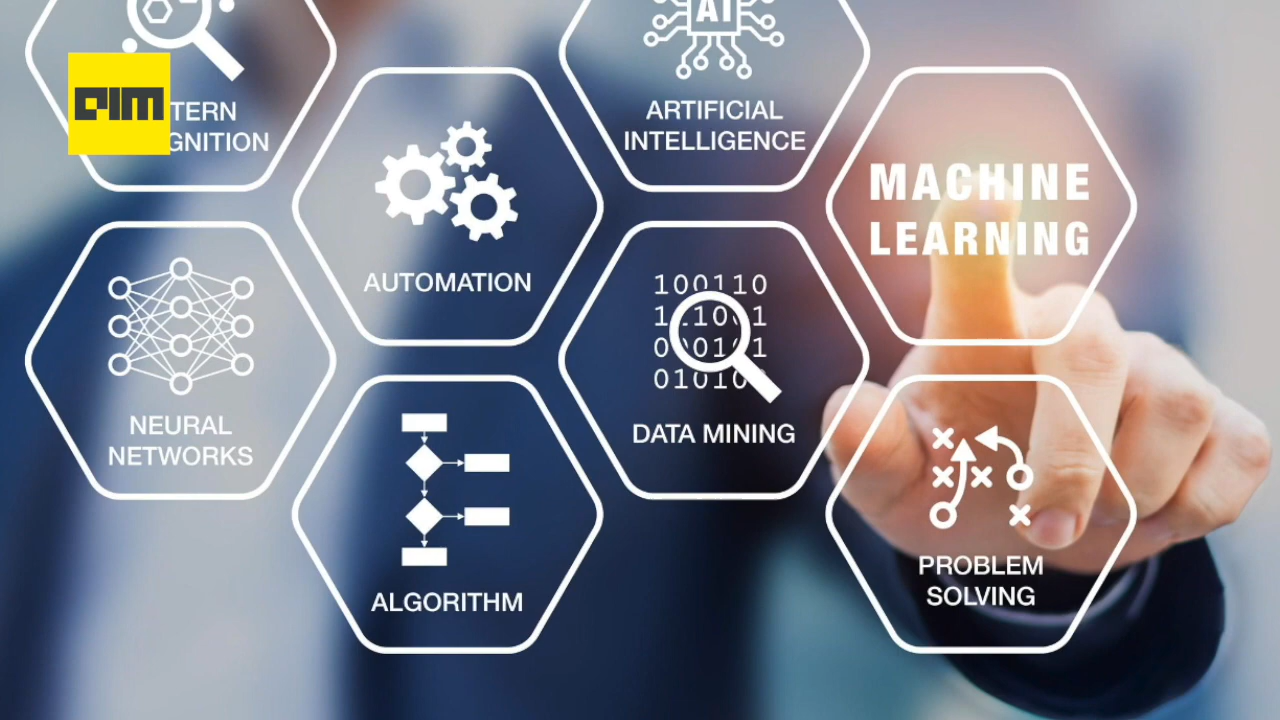 AIM
TERN
GNITION
AUTOMATION
AI
ARTIFICIAL
INTELLIGENCE
MACHINE
LEARNING
NEURAL
NETWORKS
100110
DATA MINING
ALGORITHM
PROBLEM
SOLVING